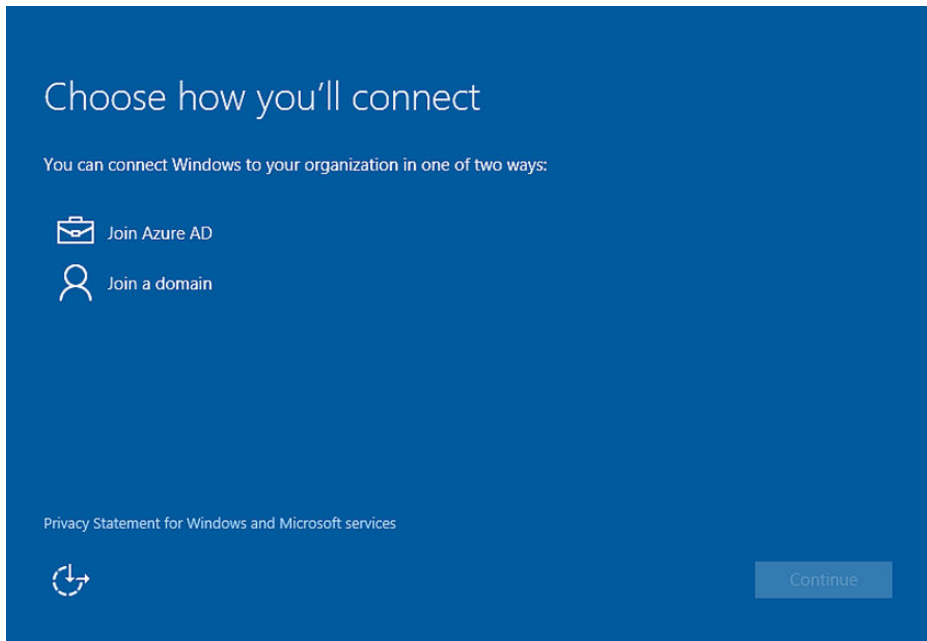 Choose how you'll connect
You can connect Windows to your organization in one of two ways:
Join Azure AD
Join a domain
Privacy Statement for Windows and Microsoft services
Continue